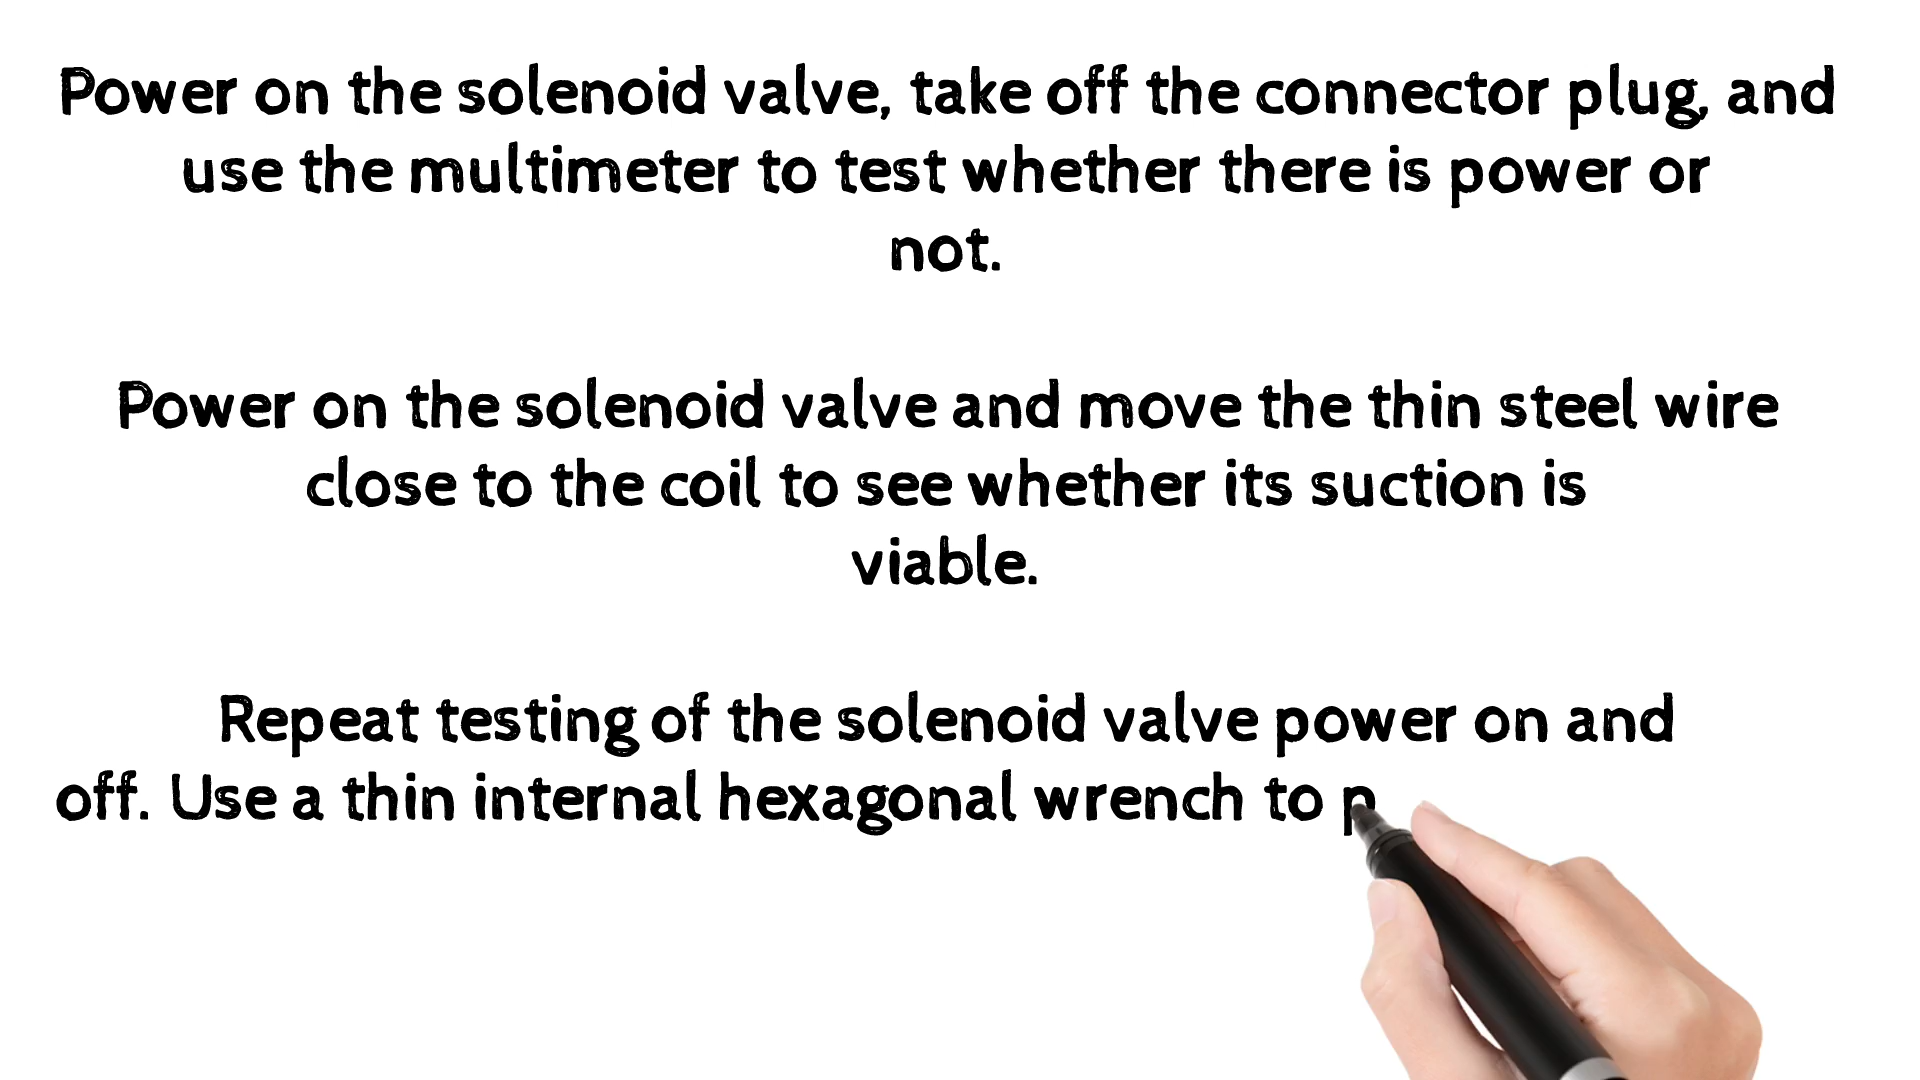 Power on the solenoid valve, take off the connector plug, and
use the multimeter to test whether there is power or
not.
Power on the solenoid valve and move the thin steel wire
close to the coil to see whether its suction is
viable.
Repeat testing of the solenoid valve power on and
off. Use a thin internal hexagonal wrench to p